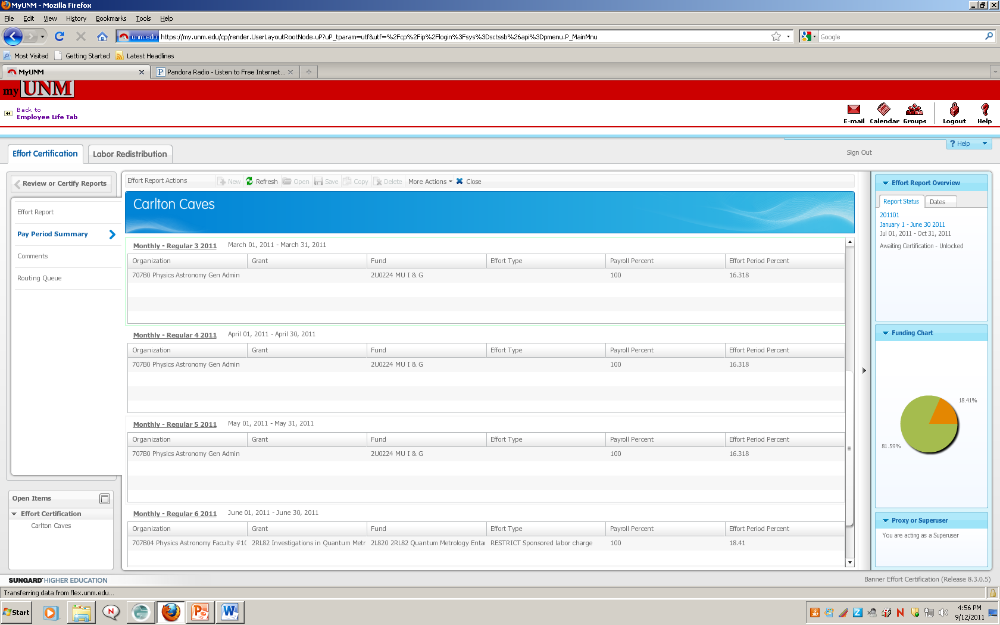 MyUNM - Mozilla Firefox
File Edit View History Bookmarks Tools Help
unm.edu https://my.unm.edu/cp/render.UserLayoutRootNode.uP?uP_tparam=utf&utf=%2Fcp%2Fip%2Flogin%3Fsys%3Dsctssb%26api%3Dpmenu.P_MainMnu
Google
Most Visited Getting Started Latest Headlines
MyUNM
Pandora Radio - Listen to Free Internet...
my UNM
Back to
Employee Life Tab
E-mail Calendar Groups Logout Help
Help
Sign Out
Effort Certification
Labor Redistribution
Review or Certify Reports
Effort Report
Pay Period Summary
Comments
Routing Queue
Open Items
Effort Certification
Carlton Caves
Effort Report Actions New Refresh Open Save Copy Delete More Actions Close
Carlton Caves
Monthly - Regular 3 2011 March 01, 2011 - March 31, 2011
Organization Grant Fund Effort Type Payroll Percent Effort Period Percent
707B0 Physics Astronomy Gen Admin 2U0224 MU I & G 100 16.318
Monthly - Regular 4 2011 April 01, 2011 - April 30, 2011
Organization Grant Fund Effort Type Payroll Percent Effort Period Percent
707B0 Physics Astronomy Gen Admin 2U0224 MU I & G 100 16.318
Monthly - Regular 5 2011 May 01, 2011 - May 31, 2011
Organization Grant Fund Effort Type Payroll Percent Effort Period Percent
707B0 Physics Astronomy Gen Admin 2U0224 MU I & G 100 16.318
Monthly - Regular 6 2011 June 01, 2011 - June 30, 2011
Organization Grant Fund Effort Type Payroll Percent Effort Period Percent
707B04 Physics Astronomy Faculty #10 2RL82 Investigations in Quantum Metr 2L820 2RL82 Quantum Metrology Entar RESTRICT Sponsored labor charge 100 18.41
Effort Report Overview
Report Status Dates
201101
January 1 - June 30 2011
Jul 01, 2011 - Oct 31, 2011
Awaiting Certification - Unlocked
Funding Chart
18.41%
81.59%
Proxy or Superuser
You are acting as a Superuser
SUNGARD HIGHER EDUCATION
Banner Effort Certification (Release 8.3.0.5)
Transferring data from flex.unm.edu...
Start
4:56 PM
9/12/2011